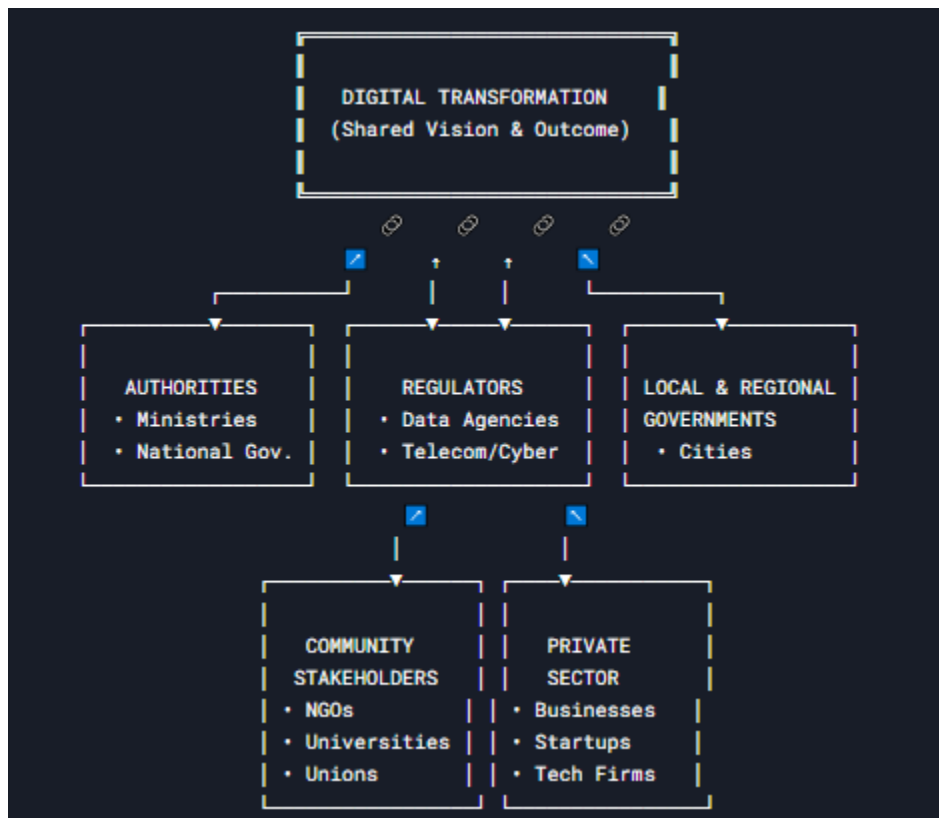 DIGITAL TRANSFORMATION
(Shared Vision & Outcome)
AUTHORITIES
• Ministries
• National Gov.
REGULATORS
• Data Agencies
• Telecom/Cyber
LOCAL & REGIONAL
GOVERNMENTS
• Cities
COMMUNITY
STAKEHOLDERS
• NGOs
• Universities
• Unions
PRIVATE
SECTOR
• Businesses
• Startups
• Tech Firms